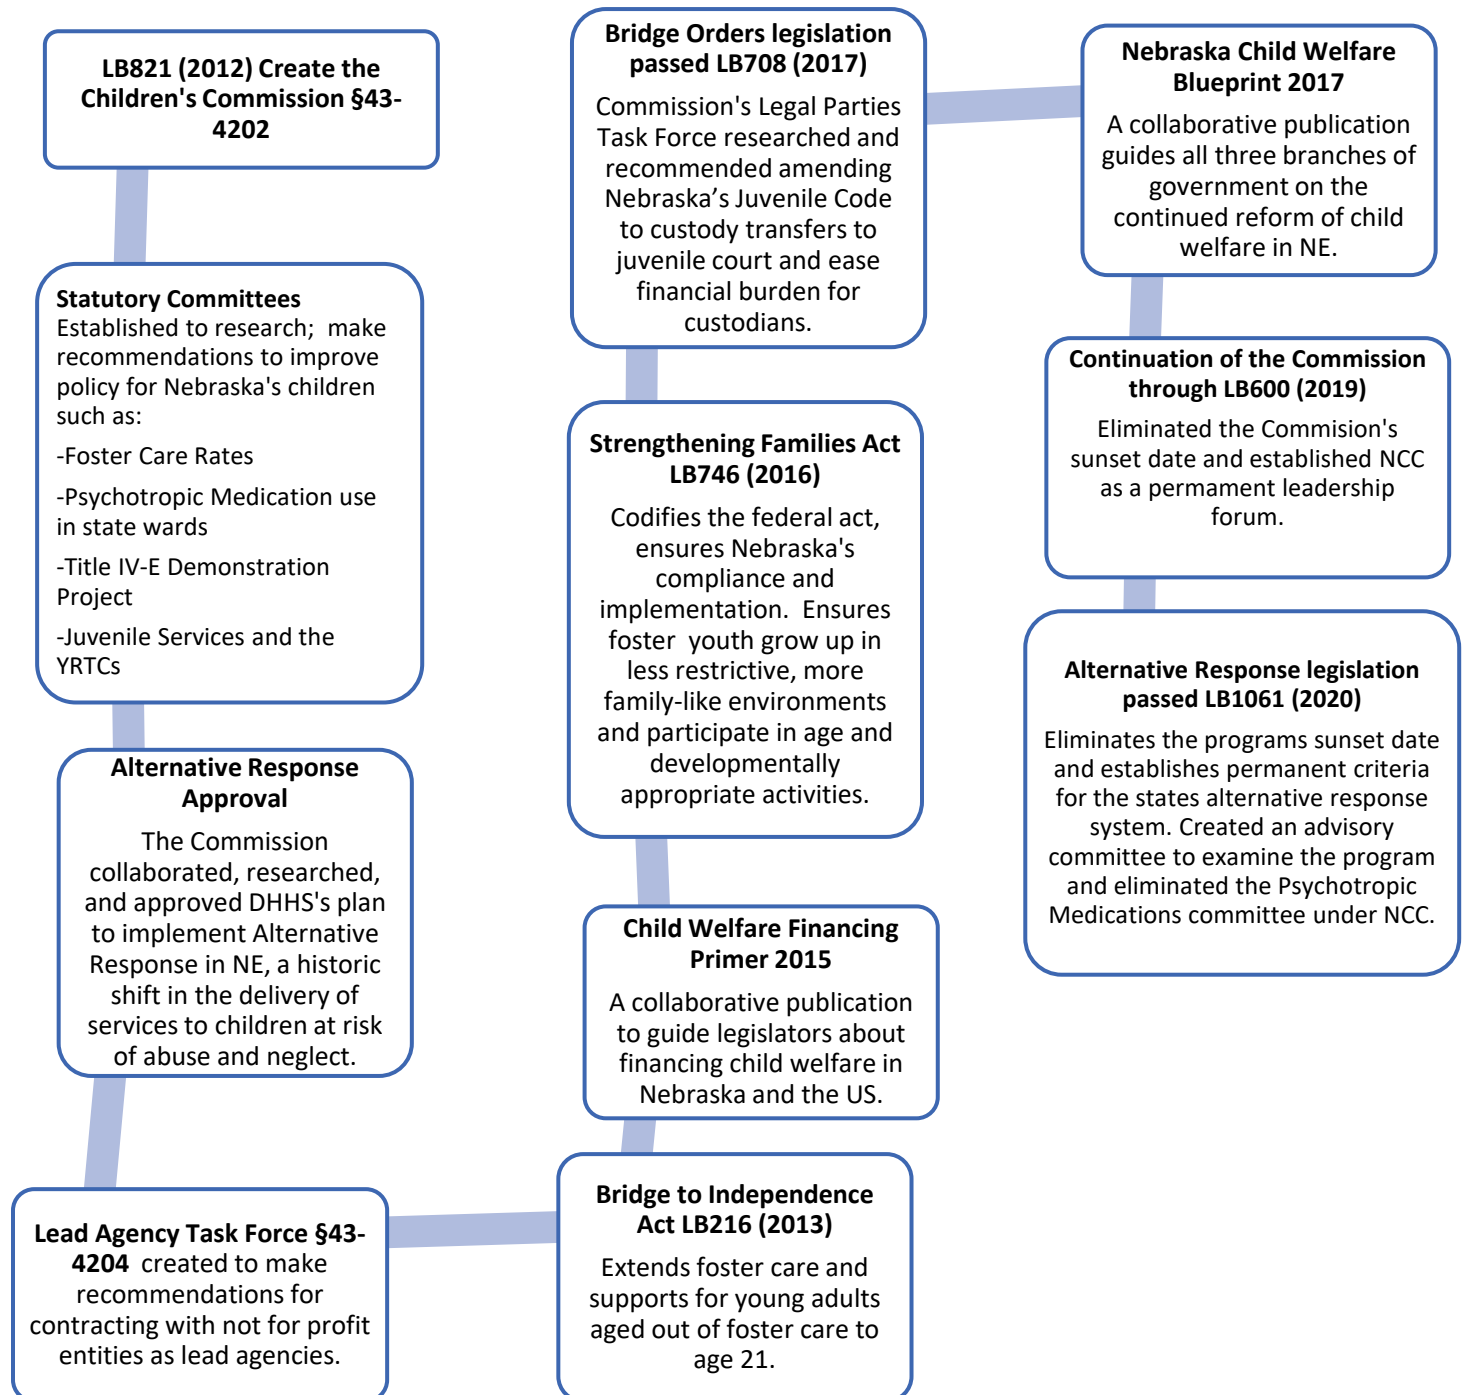 LB821 (2012) Create the
Children's Commission §43-
4202
Statutory Committees
Established to research;  make
recommendations to improve
policy for Nebraska's children
such as:
-Foster Care Rates
-Psychotropic Medication use
in state wards
-Title IV-E Demonstration
Project
-Juvenile Services and the
YRTCs
Alternative Response
Approval
The Commission
collaborated, researched,
and approved DHHS's plan
to implement Alternative
Response in NE, a historic
shift in the delivery of
services to children at risk
of abuse and neglect.
Lead Agency Task Force §43-
4204  created to make
recommendations for
contracting with not for profit
entities as lead agencies.
Bridge to Independence
Act LB216 (2013)
Extends foster care and
supports for young adults
aged out of foster care to
age 21.
Child Welfare Financing
Primer 2015
A collaborative publication
to guide legislators about
financing child welfare in
Nebraska and the US.
Strengthening Families Act
LB746 (2016)
Codifies the federal act,
ensures Nebraska's
compliance and
implementation.  Ensures
foster  youth grow up in
less restrictive, more
family-like environments
and participate in age and
developmentally
appropriate activities.
Bridge Orders legislation
passed LB708 (2017)
Commission's Legal Parties
Task Force researched and
recommended amending
Nebraska’s Juvenile Code
to custody transfers to
juvenile court and ease
financial burden for
custodians.
Nebraska Child Welfare
Blueprint 2017
A collaborative publication
guides all three branches of
government on the
continued reform of child
welfare in NE.
Continuation of the Commission
through LB600 (2019)
Eliminated the Commision's
sunset date and established NCC
as a permament leadership
forum.
Alternative Response legislation
passed LB1061 (2020)
Eliminates the programs sunset date
and establishes permanent criteria
for the states alternative response
system. Created an advisory
committee to examine the program
and eliminated the Psychotropic
Medications committee under NCC.